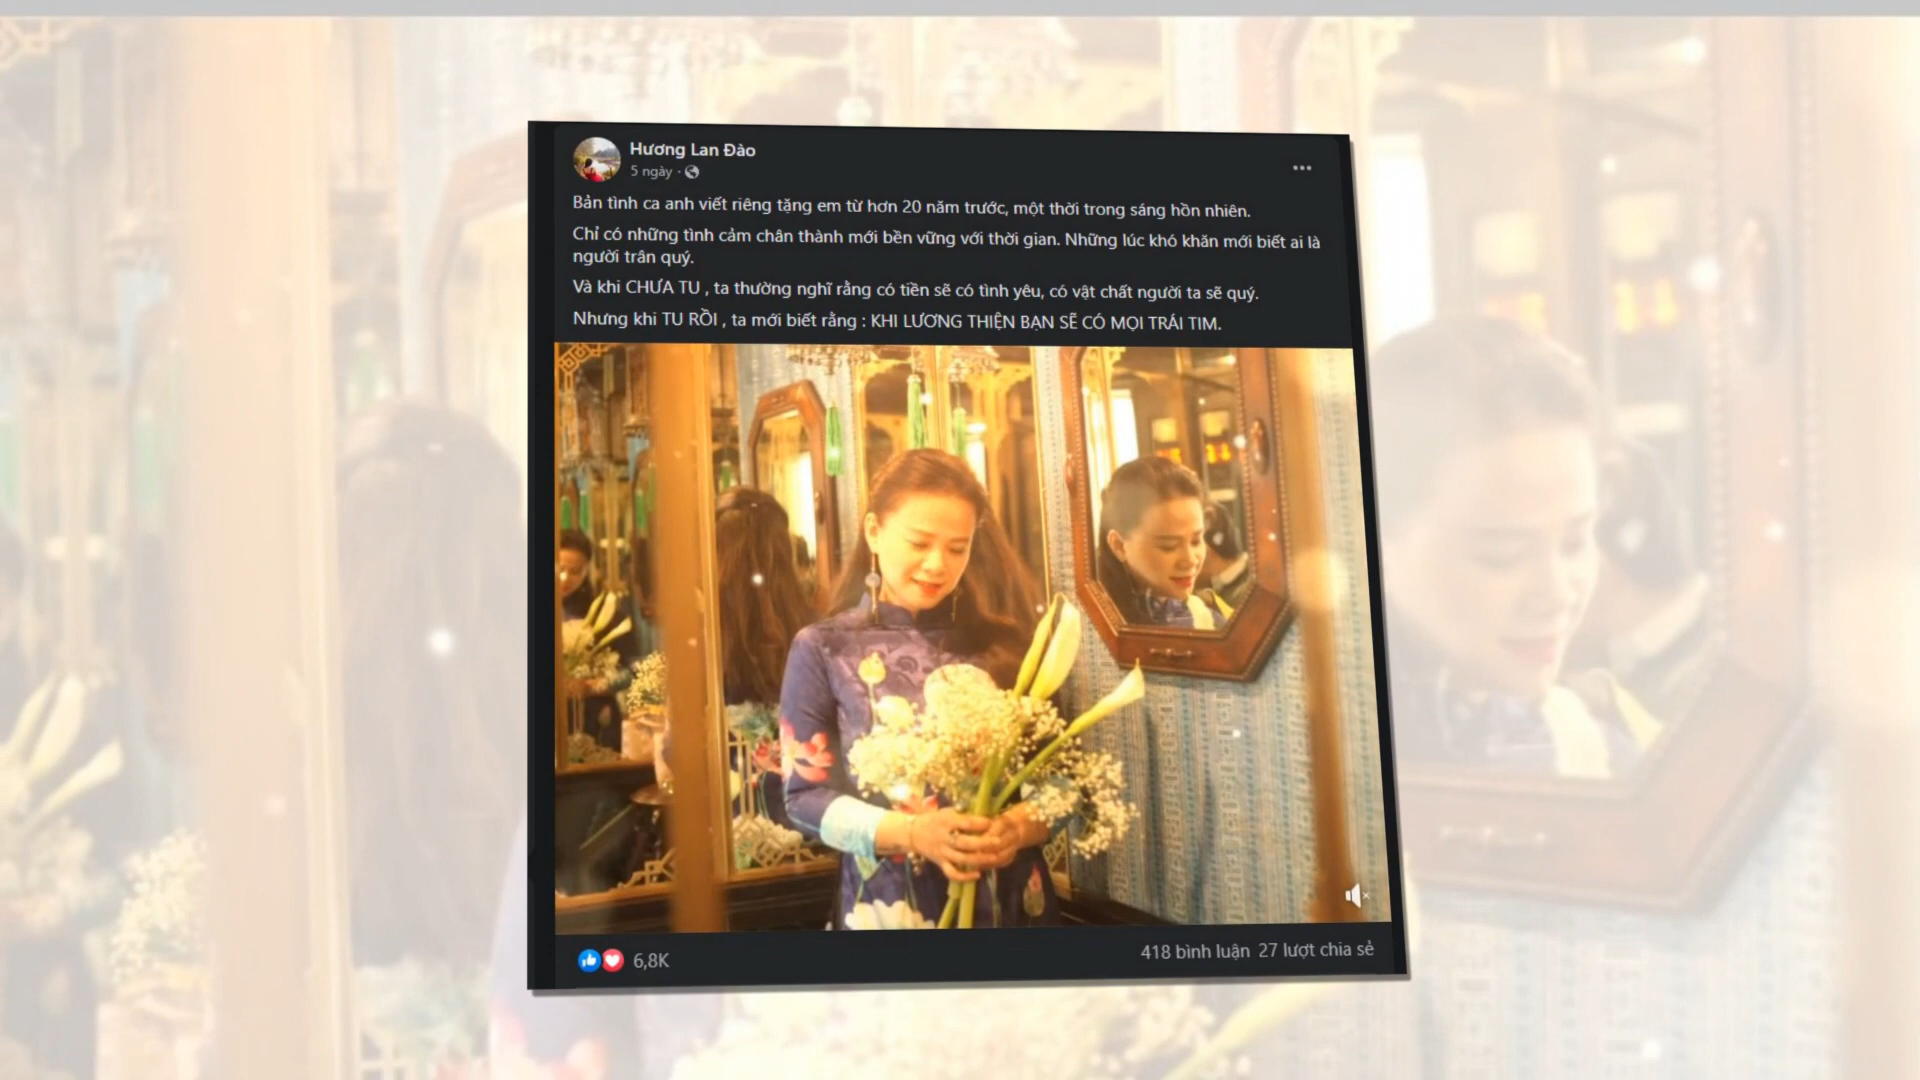 Hương Lan Đào
5 ngày ·
Bản tình ca anh viết riêng tặng em từ hơn 20 năm trước, một thời trong sáng hồn nhiên.
Chỉ có những tình cảm chân thành mới bền vững với thời gian. Những lúc khó khăn mới biết ai là
người trân quý.
Và khi CHƯA TU , ta thường nghĩ rằng có tiền sẽ có tình yêu, có vật chất người ta sẽ quý.
Nhưng khi TU RỒI , ta mới biết rằng : KHI LƯƠNG THIỆN BẠN SẼ CÓ MỌI TRÁI TIM.
6,8K
418 bình luận 27 lượt chia sẻ